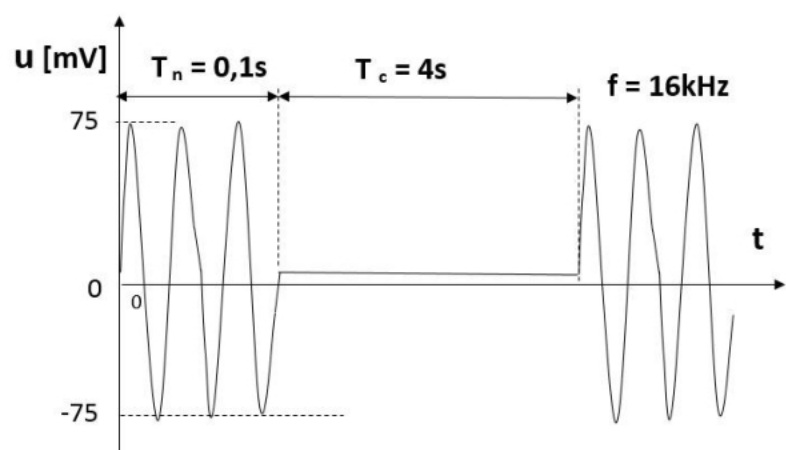 u [mV]
T n = 0,1s
T c = 4s
f = 16kHz
75
t
0
0
-75